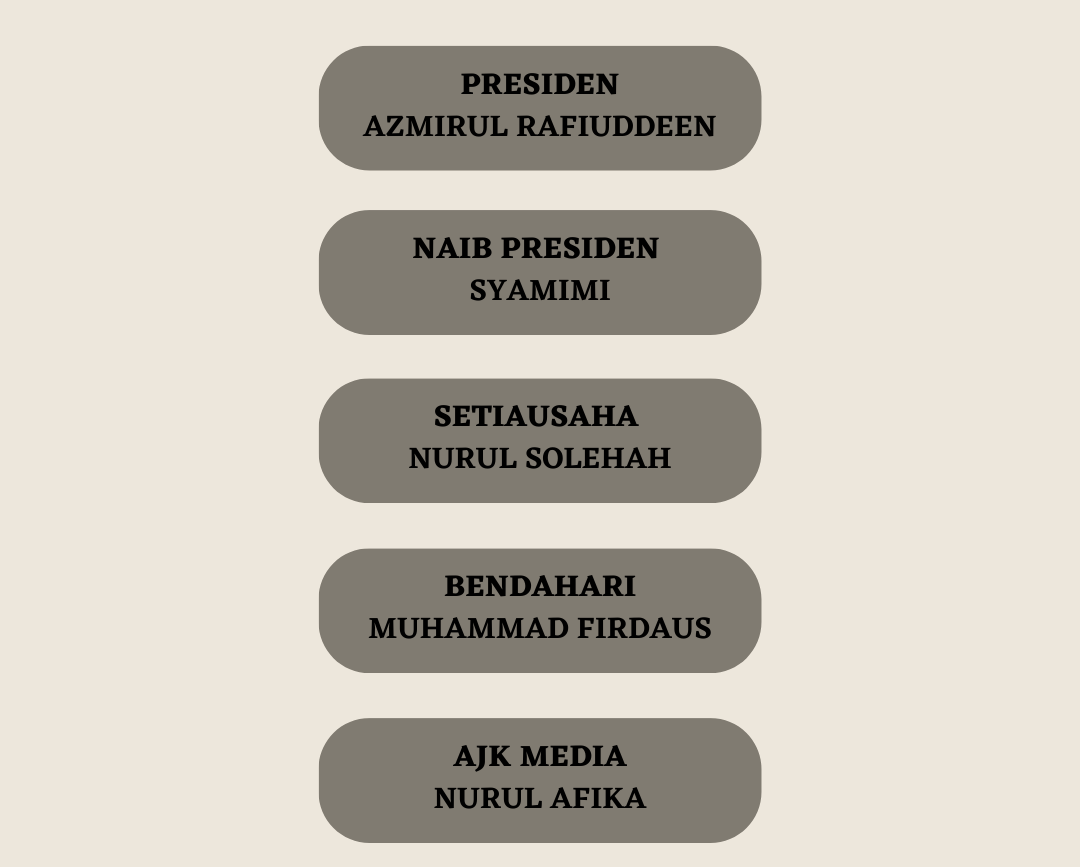 PRESIDEN
AZMIRUL RAFIUDDEEN
NAIB PRESIDEN
SYAMIMI
SETIAUSAHA
NURUL SOLEHAH
BENDAHARI
MUHAMMAD FIRDAUS
AJK MEDIA
NURUL AFIKA